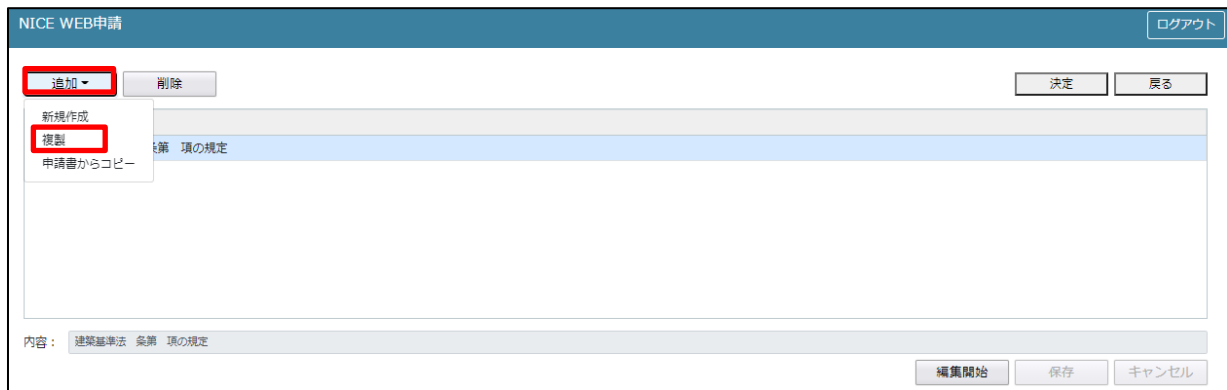 NICE WEB申請
ログアウト
追加
削除
決定
戻る
新規作成
複製
条第　項の規定
申請書からコピー
内容：
建築基準法　条第　項の規定
編集開始
保存
キャンセル